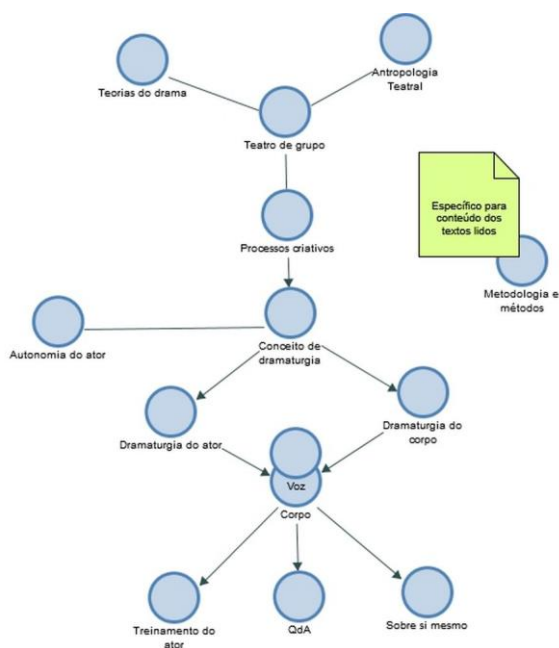 Teorias do drama
Antropologia
Teatral
Teatro de grupo
Específico para
conteúdo dos
textos lidos
Processos criativos
Metodologia e
métodos
Autonomia do ator
Conceito de
dramaturgia
Dramaturgia do ator
Dramaturgia do
corpo
Voz
Corpo
Treinamento do
ator
QdA
Sobre si mesmo